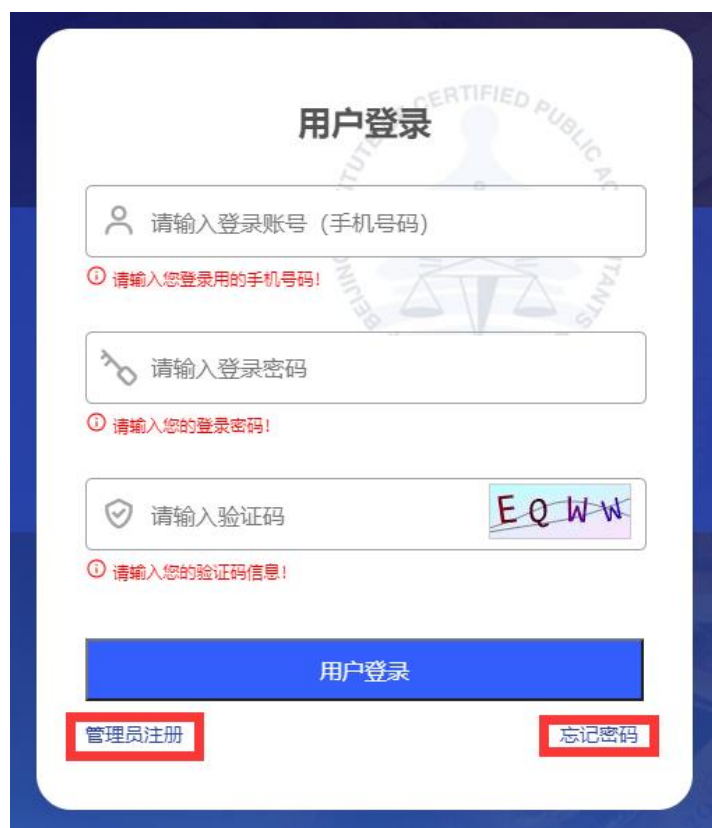 用户登录
CERTIFIED PUBLIC
请输入登录账号（手机号码）
请输入您登录用的手机号码！
BEIJING
请输入登录密码
请输入您的登录密码！
请输入验证码
EQWW
请输入您的验证码信息！
用户登录
管理员注册
忘记密码